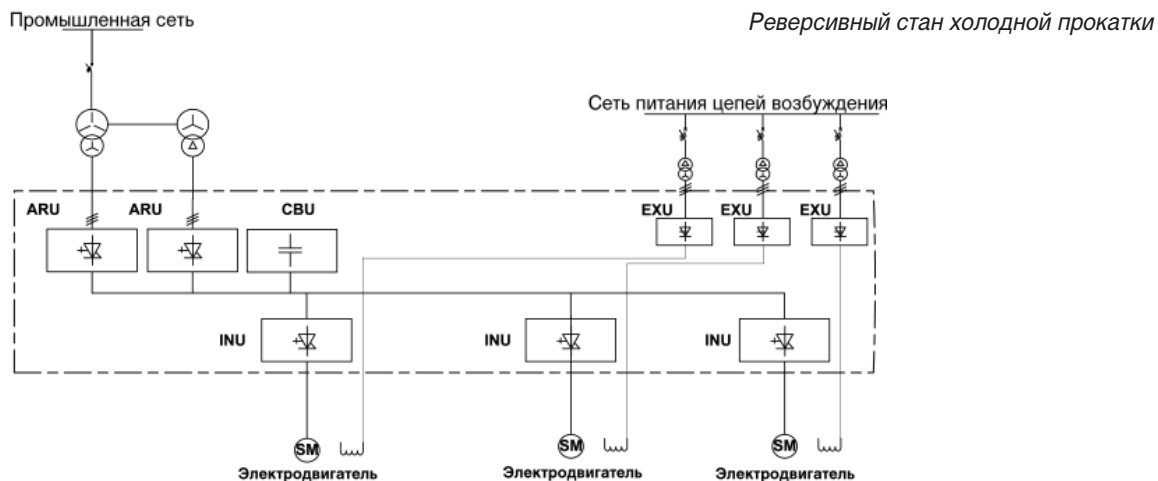 Промышленная сеть
Реверсивный стан холодной прокатки
Сеть питания цепей возбуждения
ARU ARU CBU EXU EXU EXU
INU INU INU
SM SM SM
Электродвигатель Электродвигатель Электродвигатель